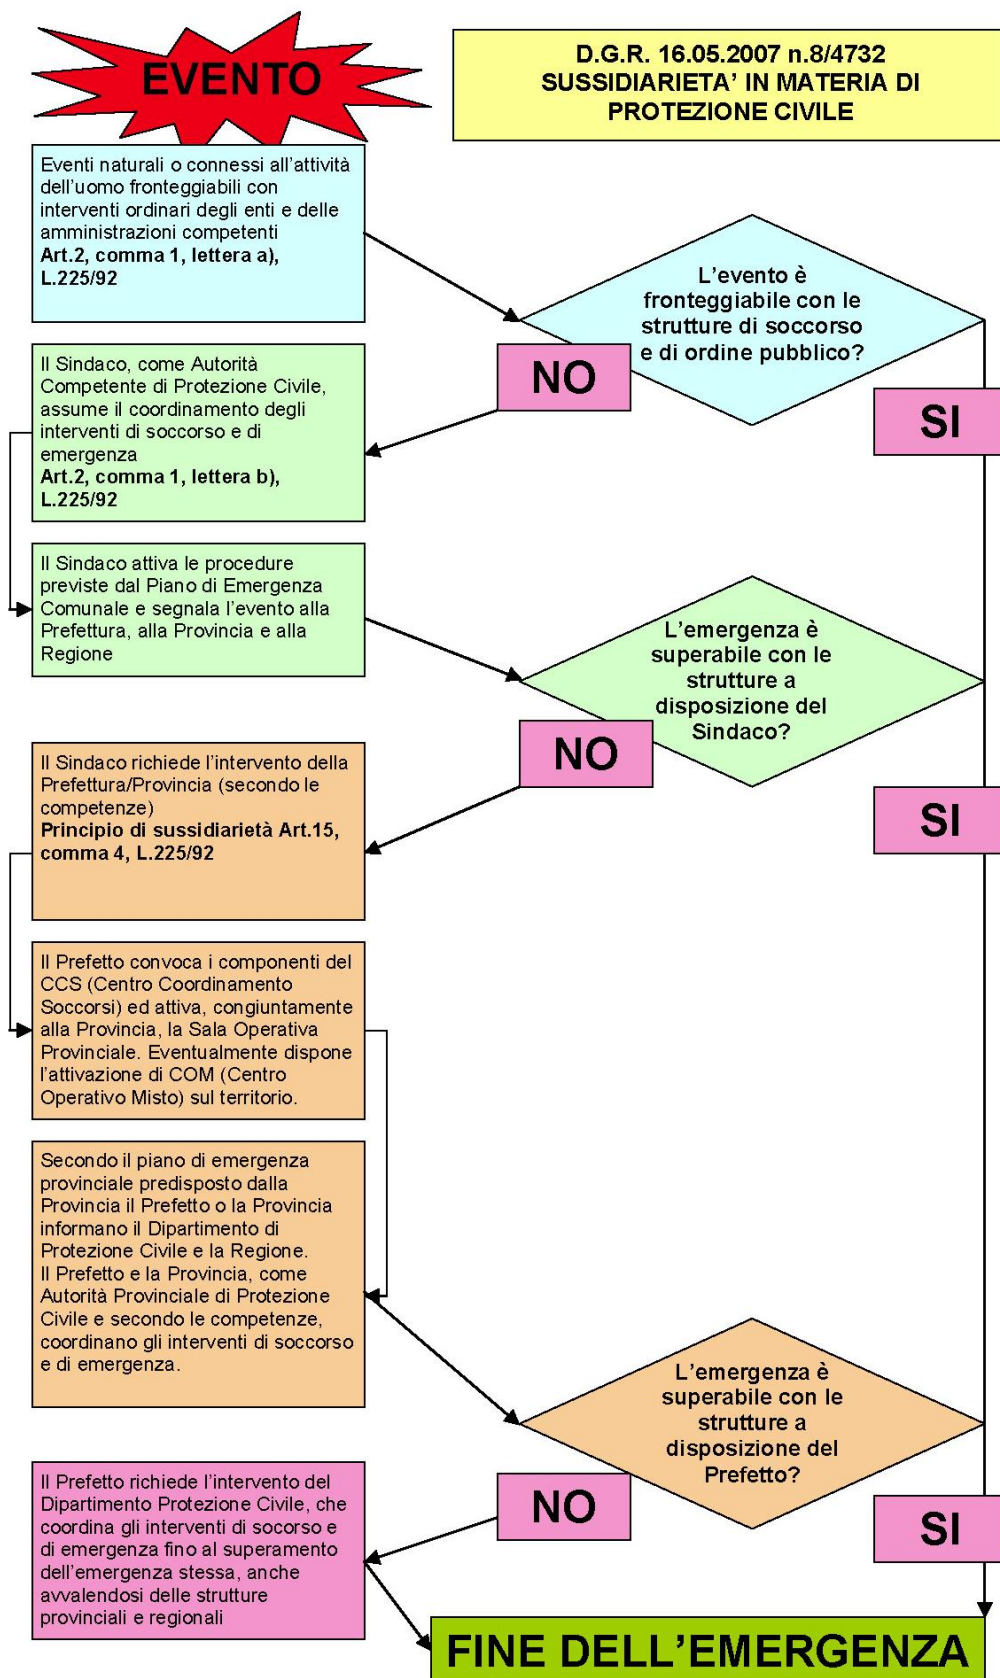 EVENTO
D.G.R. 16.05.2007 n.8/4732
SUSSIDIARIETA' IN MATERIA DI
PROTEZIONE CIVILE
Eventi naturali o connessi all'attività
dell'uomo fronteggiabili con
interventi ordinari degli enti e delle
amministrazioni competenti
Art.2, comma 1, lettera a),
L.225/92
L'evento è
fronteggiabile con le
strutture di soccorso
e di ordine pubblico?
NO
SI
Il Sindaco, come Autorità
Competente di Protezione Civile,
assume il coordinamento degli
interventi di soccorso e di
emergenza
Art.2, comma 1, lettera b),
L.225/92
Il Sindaco attiva le procedure
previste dal Piano di Emergenza
Comunale e segnala l'evento alla
Prefettura, alla Provincia e alla
Regione
L'emergenza è
superabile con le
strutture a
disposizione del
Sindaco?
NO
SI
Il Sindaco richiede l'intervento della
Prefettura/Provincia (secondo le
competenze)
Principio di sussidiarietà Art.15,
comma 4, L.225/92
Il Prefetto convoca i componenti del
CCS (Centro Coordinamento
Soccorsi) ed attiva, congiuntamente
alla Provincia, la Sala Operativa
Provinciale. Eventualmente dispone
l'attivazione di COM (Centro
Operativo Misto) sul territorio.
Secondo il piano di emergenza
provinciale predisposto dalla
Provincia il Prefetto o la Provincia
informano il Dipartimento di
Protezione Civile e la Regione.
Il Prefetto e la Provincia, come
Autorità Provinciale di Protezione
Civile e secondo le competenze,
coordinano gli interventi di soccorso
e di emergenza.
L'emergenza è
superabile con le
strutture a
disposizione del
Prefetto?
NO
SI
Il Prefetto richiede l'intervento del
Dipartimento Protezione Civile, che
coordina gli interventi di socorso e
di emergenza fino al superamento
dell'emergenza stessa, anche
avvalendosi delle strutture
provinciali e regionali
FINE DELL'EMERGENZA